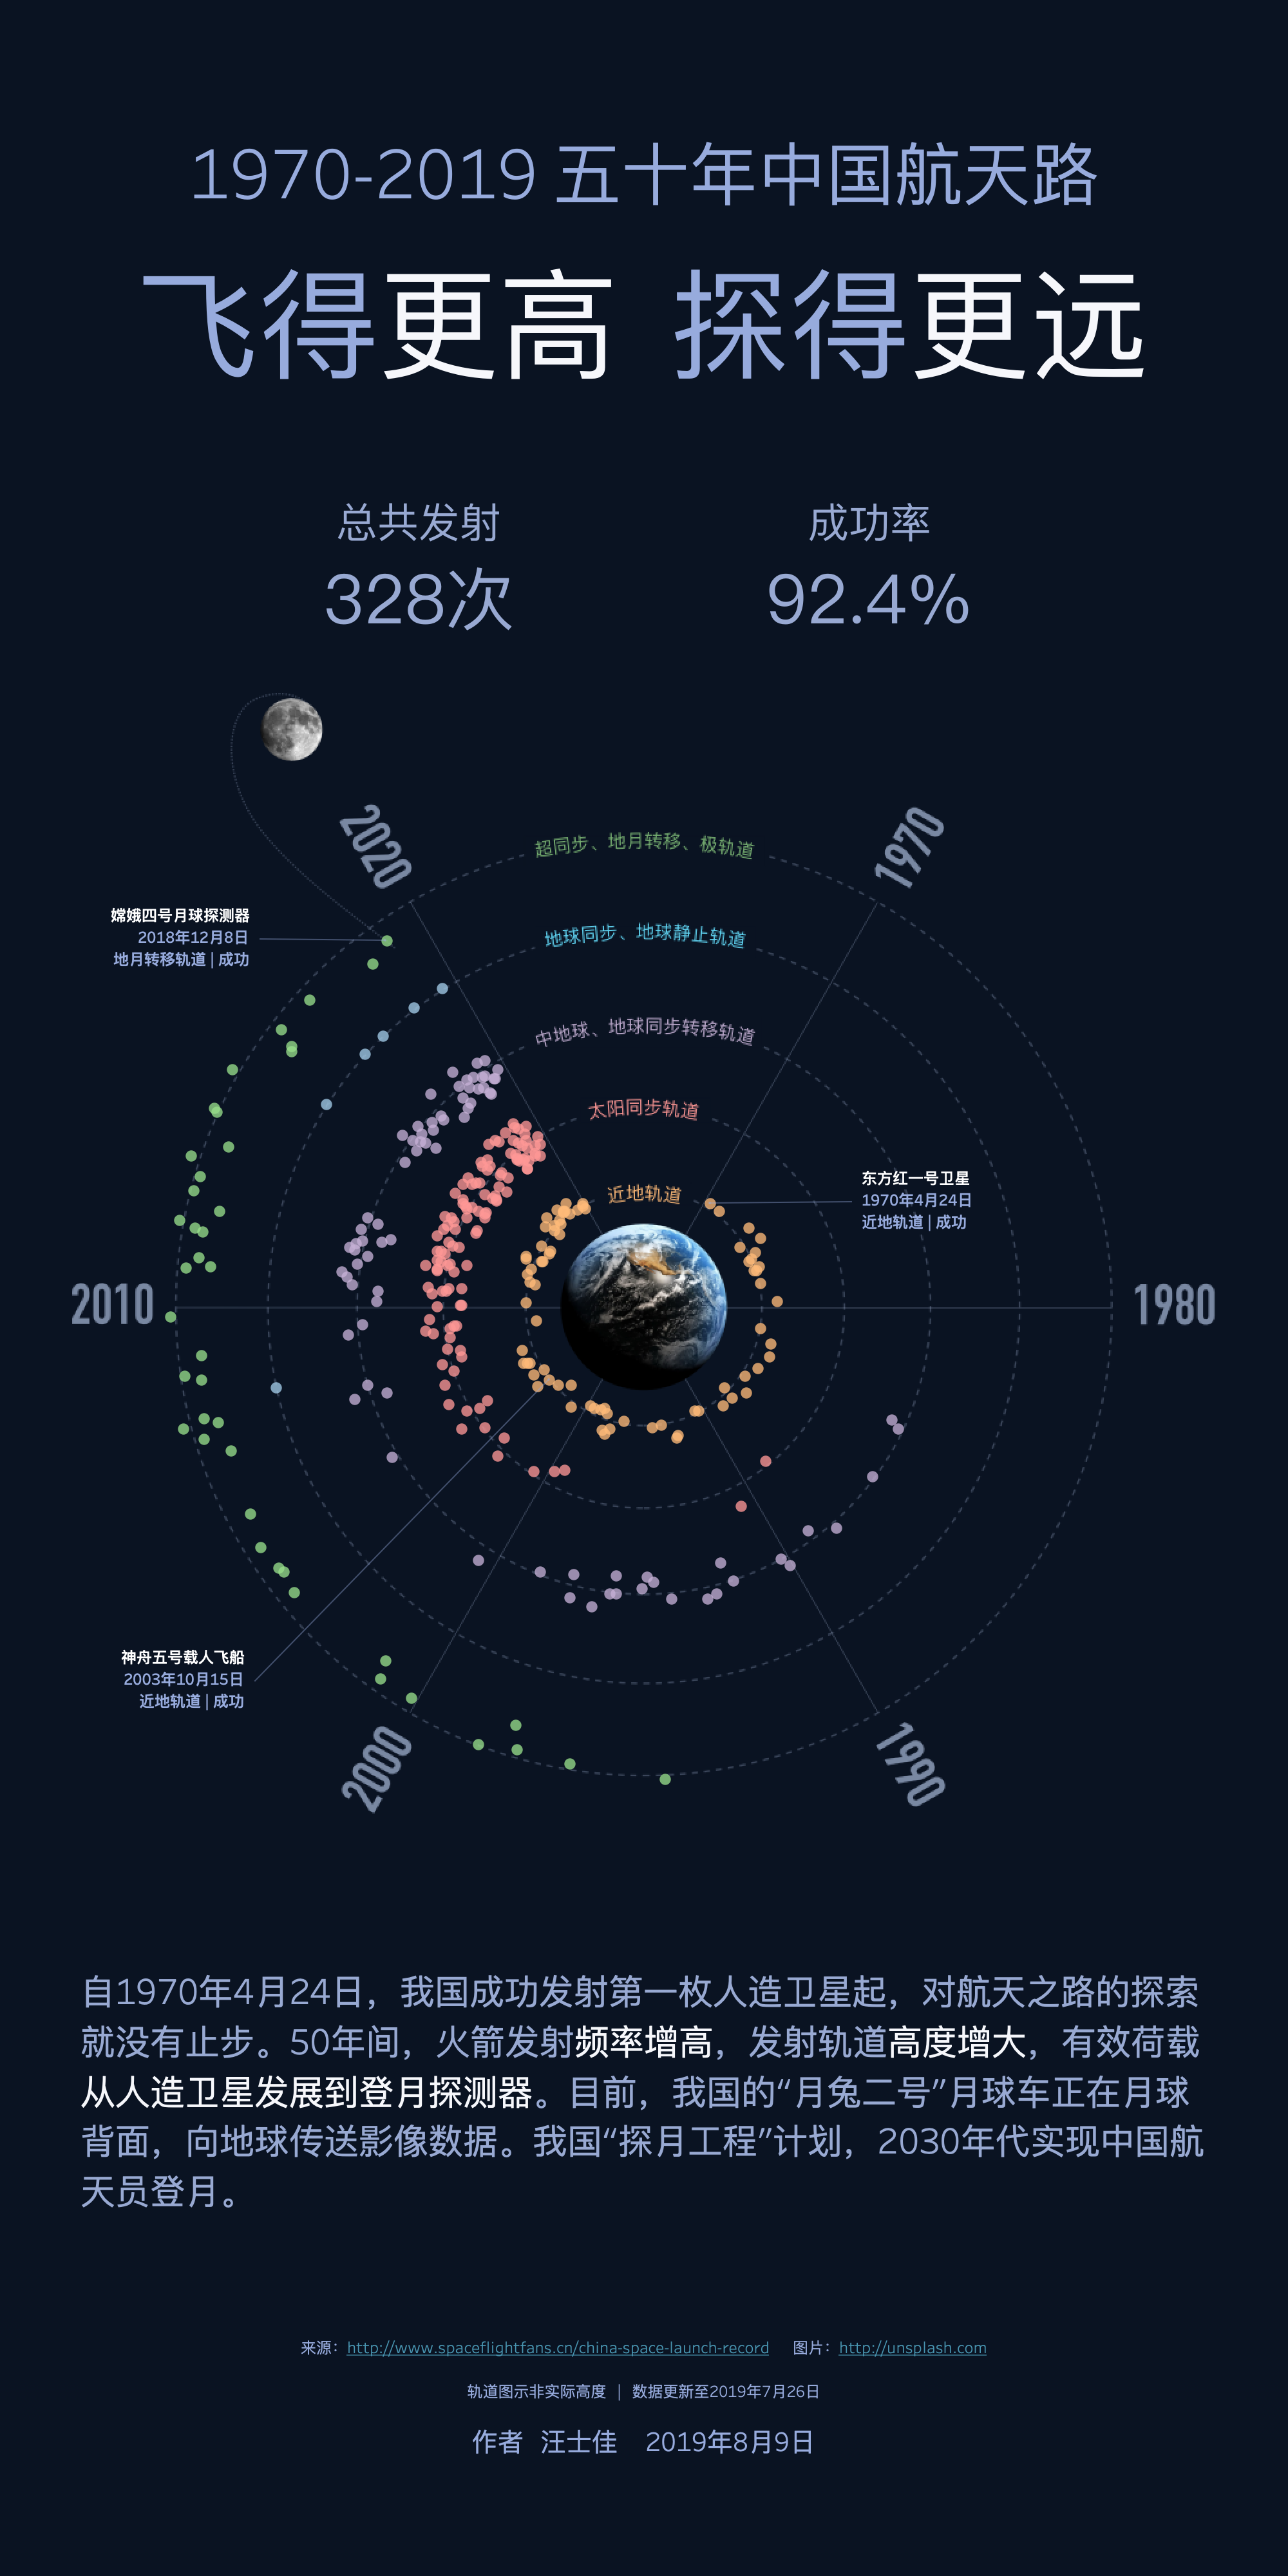 1970-2019 五十年中国航天路
飞得更高 探得更远
总共发射
328次
成功率
92.4%
2020
1970
超同步、地月转移、极轨道
嫦娥四号月球探测器
2018年12月8日
地月转移轨道 | 成功
地球同步、地球静止轨道
中地球、地球同步转移轨道
太阳同步轨道
近地轨道
东方红一号卫星
1970年4月24日
近地轨道 | 成功
2010
1980
神舟五号载人飞船
2003年10月15日
近地轨道 | 成功
2000
1990
自1970年4月24日，我国成功发射第一枚人造卫星起，对航天之路的探索
就没有止步。50年间，火箭发射频率增高，发射轨道高度增大，有效荷载
从人造卫星发展到登月探测器。目前，我国的“月兔二号”月球车正在月球
背面，向地球传送影像数据。我国“探月工程”计划，2030年代实现中国航
天员登月。
来源：http://www.spaceflightfans.cn/china-space-launch-record 图片：http://unsplash.com
轨道图示非实际高度 | 数据更新至2019年7月26日
作者 汪士佳 2019年8月9日